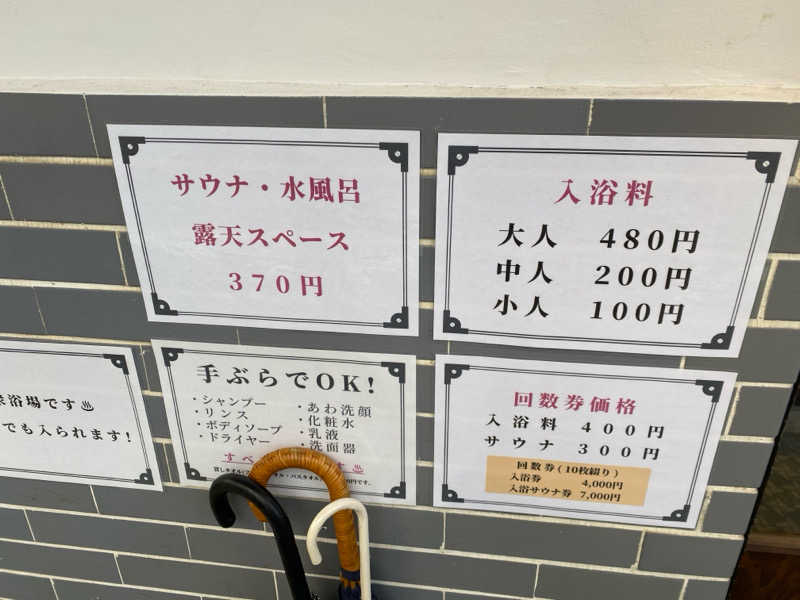 サウナ・水風呂
露天スペース
370円
入浴料
大人 480円
中人 200円
小人 100円
浴場です♨
でも入られます!
手ぶらでOK!
・シャンプー
・リンス
・ボディソープ
・ドライヤー
・あわ洗顔
・化粧水
・乳液
・洗面器
すべ す♨
回数券価格
入浴料 400円
サウナ 300円
回数券(10枚綴り)
入浴券 4,000円
入浴サウナ券 7,000円